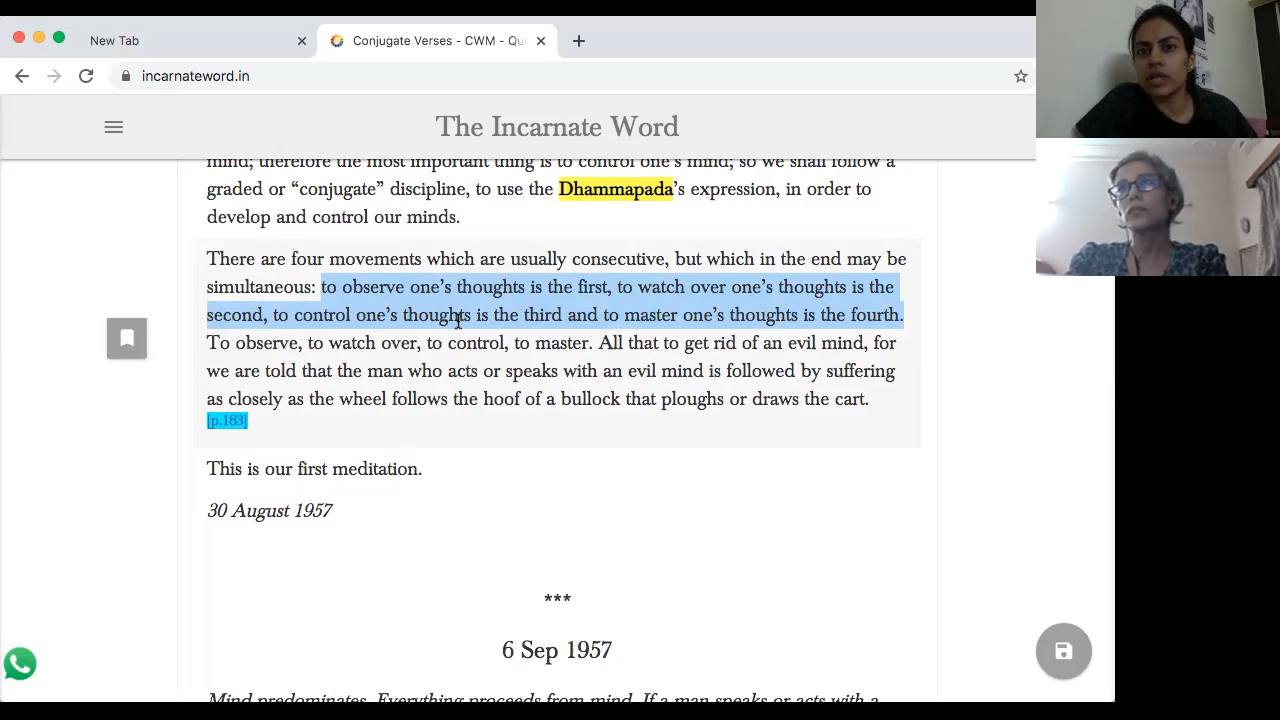 New Tab
Conjugate Verses - CWM - Que
incarnateword.in
The Incarnate Word
mind; therefore the most important thing is to control one's mind; so we shall follow a
graded or “conjugate” discipline, to use the Dhammapada’s expression, in order to
develop and control our minds.
There are four movements which are usually consecutive, but which in the end may be
simultaneous: to observe one’s thoughts is the first, to watch over one’s thoughts is the
second, to control one’s thoughts is the third and to master one’s thoughts is the fourth.
To observe, to watch over, to control, to master. All that to get rid of an evil mind, for
we are told that the man who acts or speaks with an evil mind is followed by suffering
as closely as the wheel follows the hoof of a bullock that ploughs or draws the cart.
[p.183]
This is our first meditation.
30 August 1957
***
6 Sep 1957
Mind predominates. Everything proceeds from mind. If a man speaks or acts with a